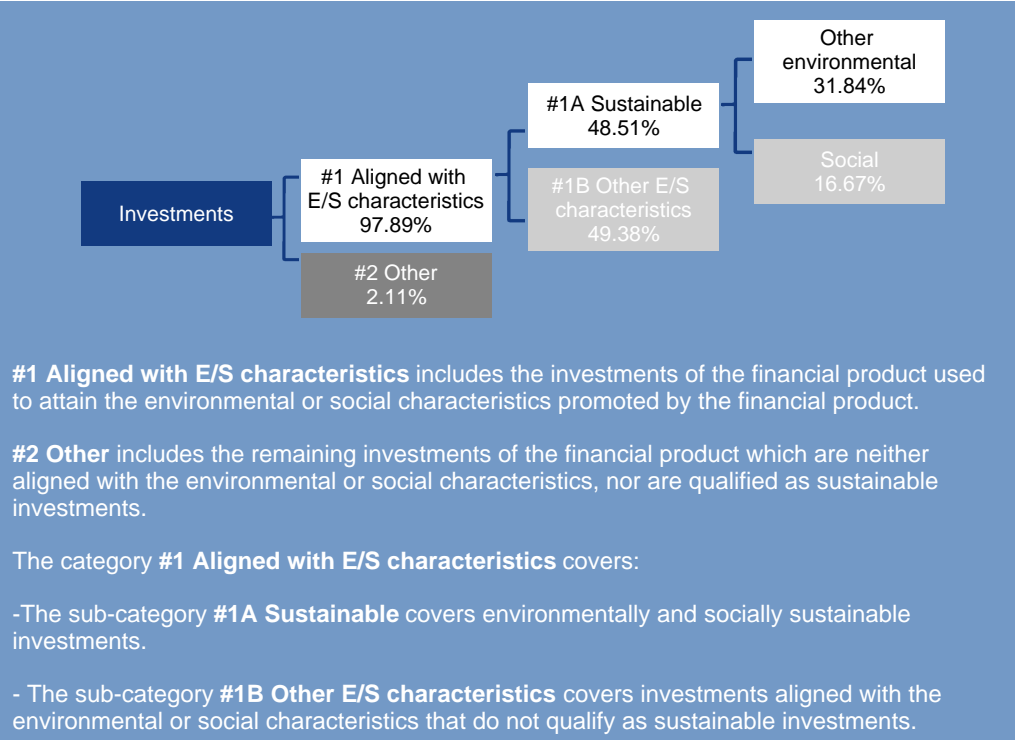 Investments
#1 Aligned with
E/S characteristics
97.89%
#2 Other
2.11%
#1A Sustainable
48.51%
#1B Other E/S
characteristics
49.38%
Other
environmental
31.84%
Social
16.67%
#1 Aligned with E/S characteristics includes the investments of the financial product used
to attain the environmental or social characteristics promoted by the financial product.
#2 Other includes the remaining investments of the financial product which are neither
aligned with the environmental or social characteristics, nor are qualified as sustainable
investments.
The category #1 Aligned with E/S characteristics covers:
-The sub-category #1A Sustainable covers environmentally and socially sustainable
investments.
- The sub-category #1B Other E/S characteristics covers investments aligned with the
environmental or social characteristics that do not qualify as sustainable investments.